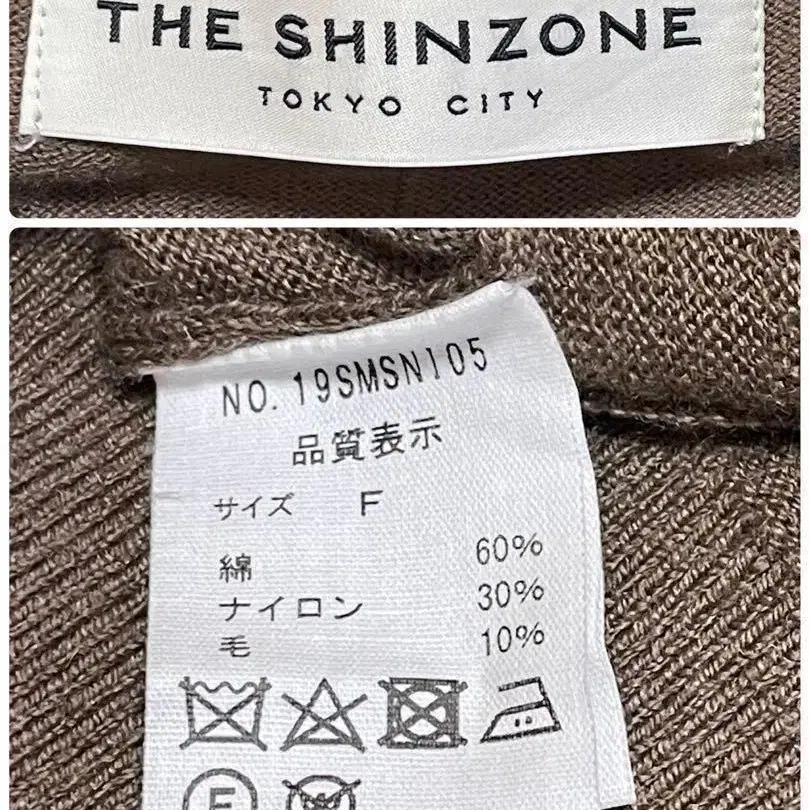 THE SHINZONE
TOKYO CITY
NO. 19SMSNI05
品質表示
サイズ F
綿 60%
ナイロン 30%
毛 10%